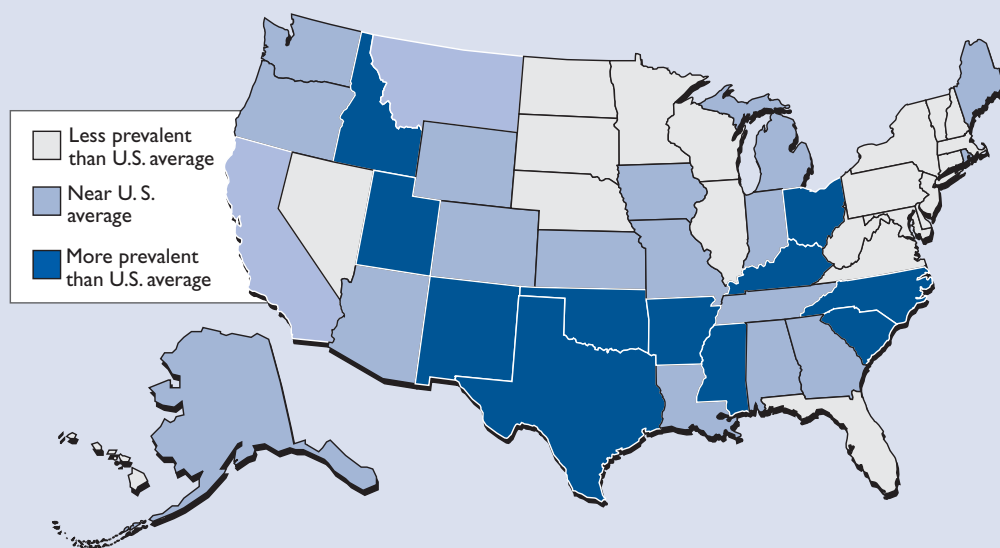 Less prevalent
than U.S. average
Near U. S.
average
More prevalent
than U.S. average